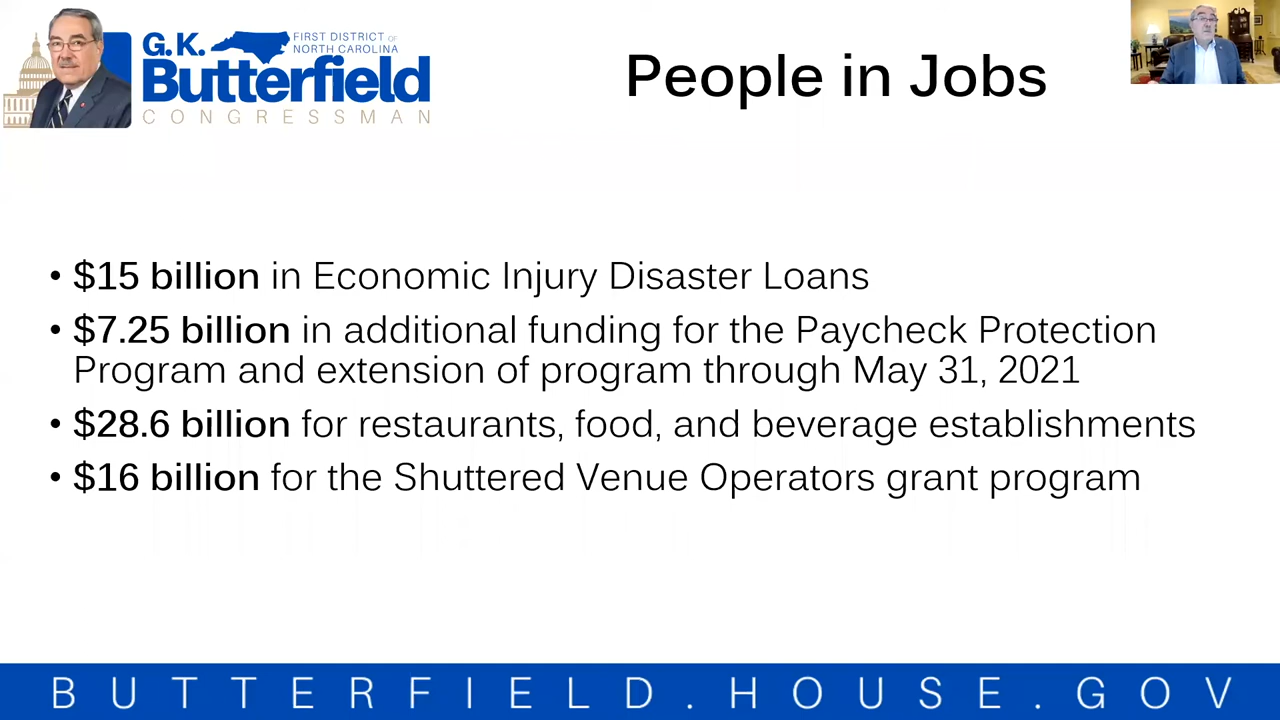 G.K.
FIRST DISTRICT OF
NORTH CAROLINA
Butterfield
CONGRESSMAN
People in Jobs
• $15 billion in Economic Injury Disaster Loans
• $7.25 billion in additional funding for the Paycheck Protection
Program and extension of program through May 31, 2021
• $28.6 billion for restaurants, food, and beverage establishments
• $16 billion for the Shuttered Venue Operators grant program
BUTTERFIELD.HOUSE.GOV